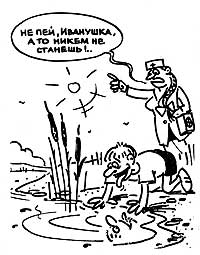 НЕ ПЕЙ, ИВАНУШКА,
А ТО НИКЕМ НЕ
СТАНЕШЬ!..